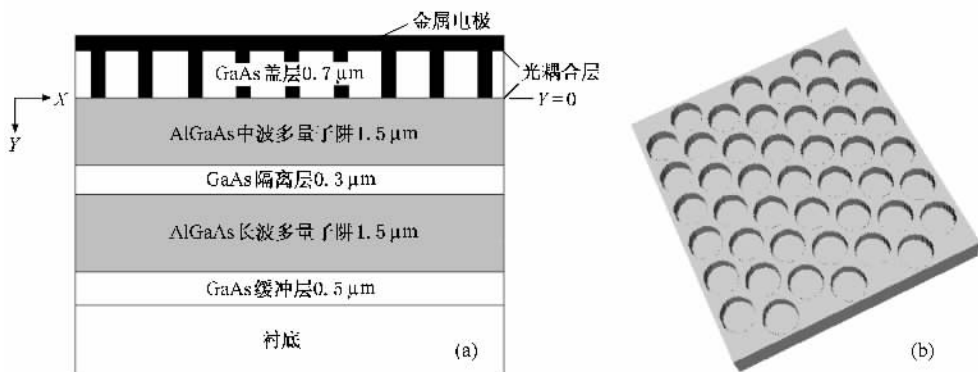 金属电极
GaAs盖层0.7 μm
光耦合层
X
Y=0
Y
AlGaAs中波多量子阱1.5 μm
GaAs隔离层0.3 μm
AlGaAs长波多量子阱1.5 μm
GaAs缓冲层0.5 μm
衬底
(a)
(b)